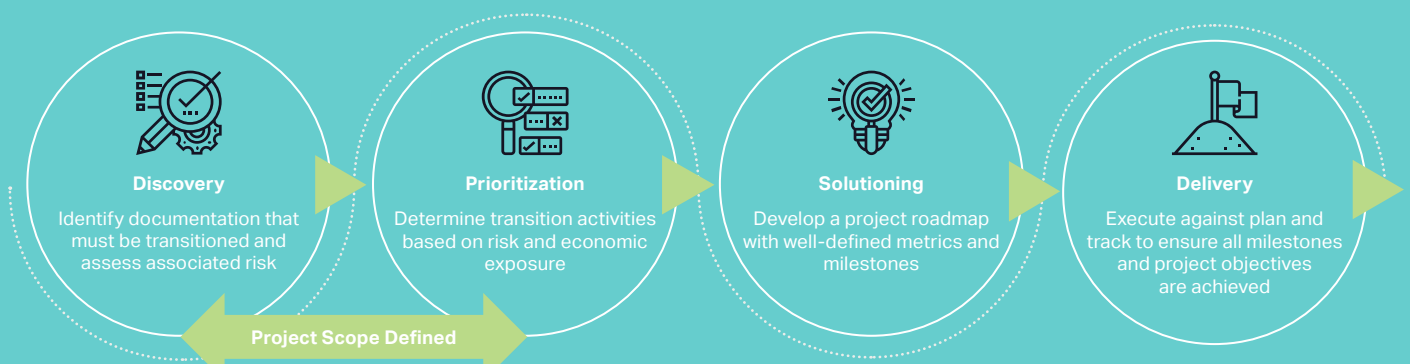 Discovery
Identify documentation that
must be transitioned and
assess associated risk
Prioritization
Determine transition activities
based on risk and economic
exposure
Solutioning
Develop a project roadmap
with well-defined metrics and
milestones
Delivery
Execute against plan and
track to ensure all milestones
and project objectives
are achieved
Project Scope Defined